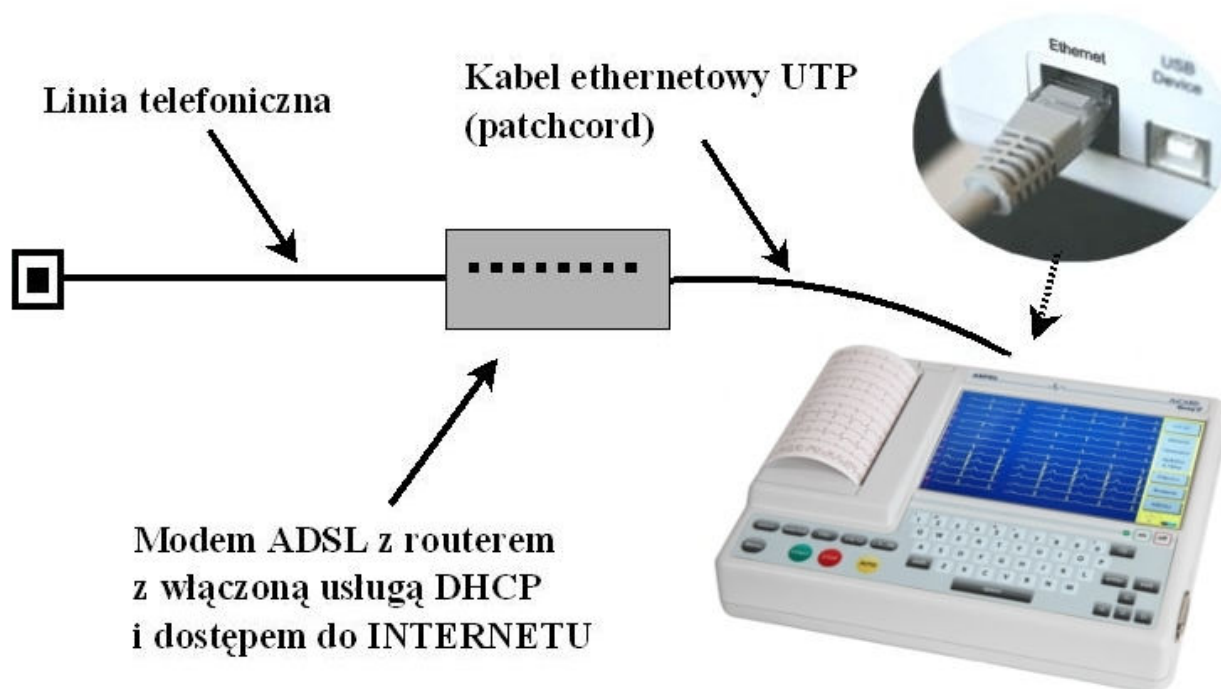 Linia telefoniczna
Kabel ethernetowy UTP
(patchcord)
Ethernet
USB
Device
Modem ADSL z routerem
z włączoną usługą DHCP
i dostępem do INTERNETU